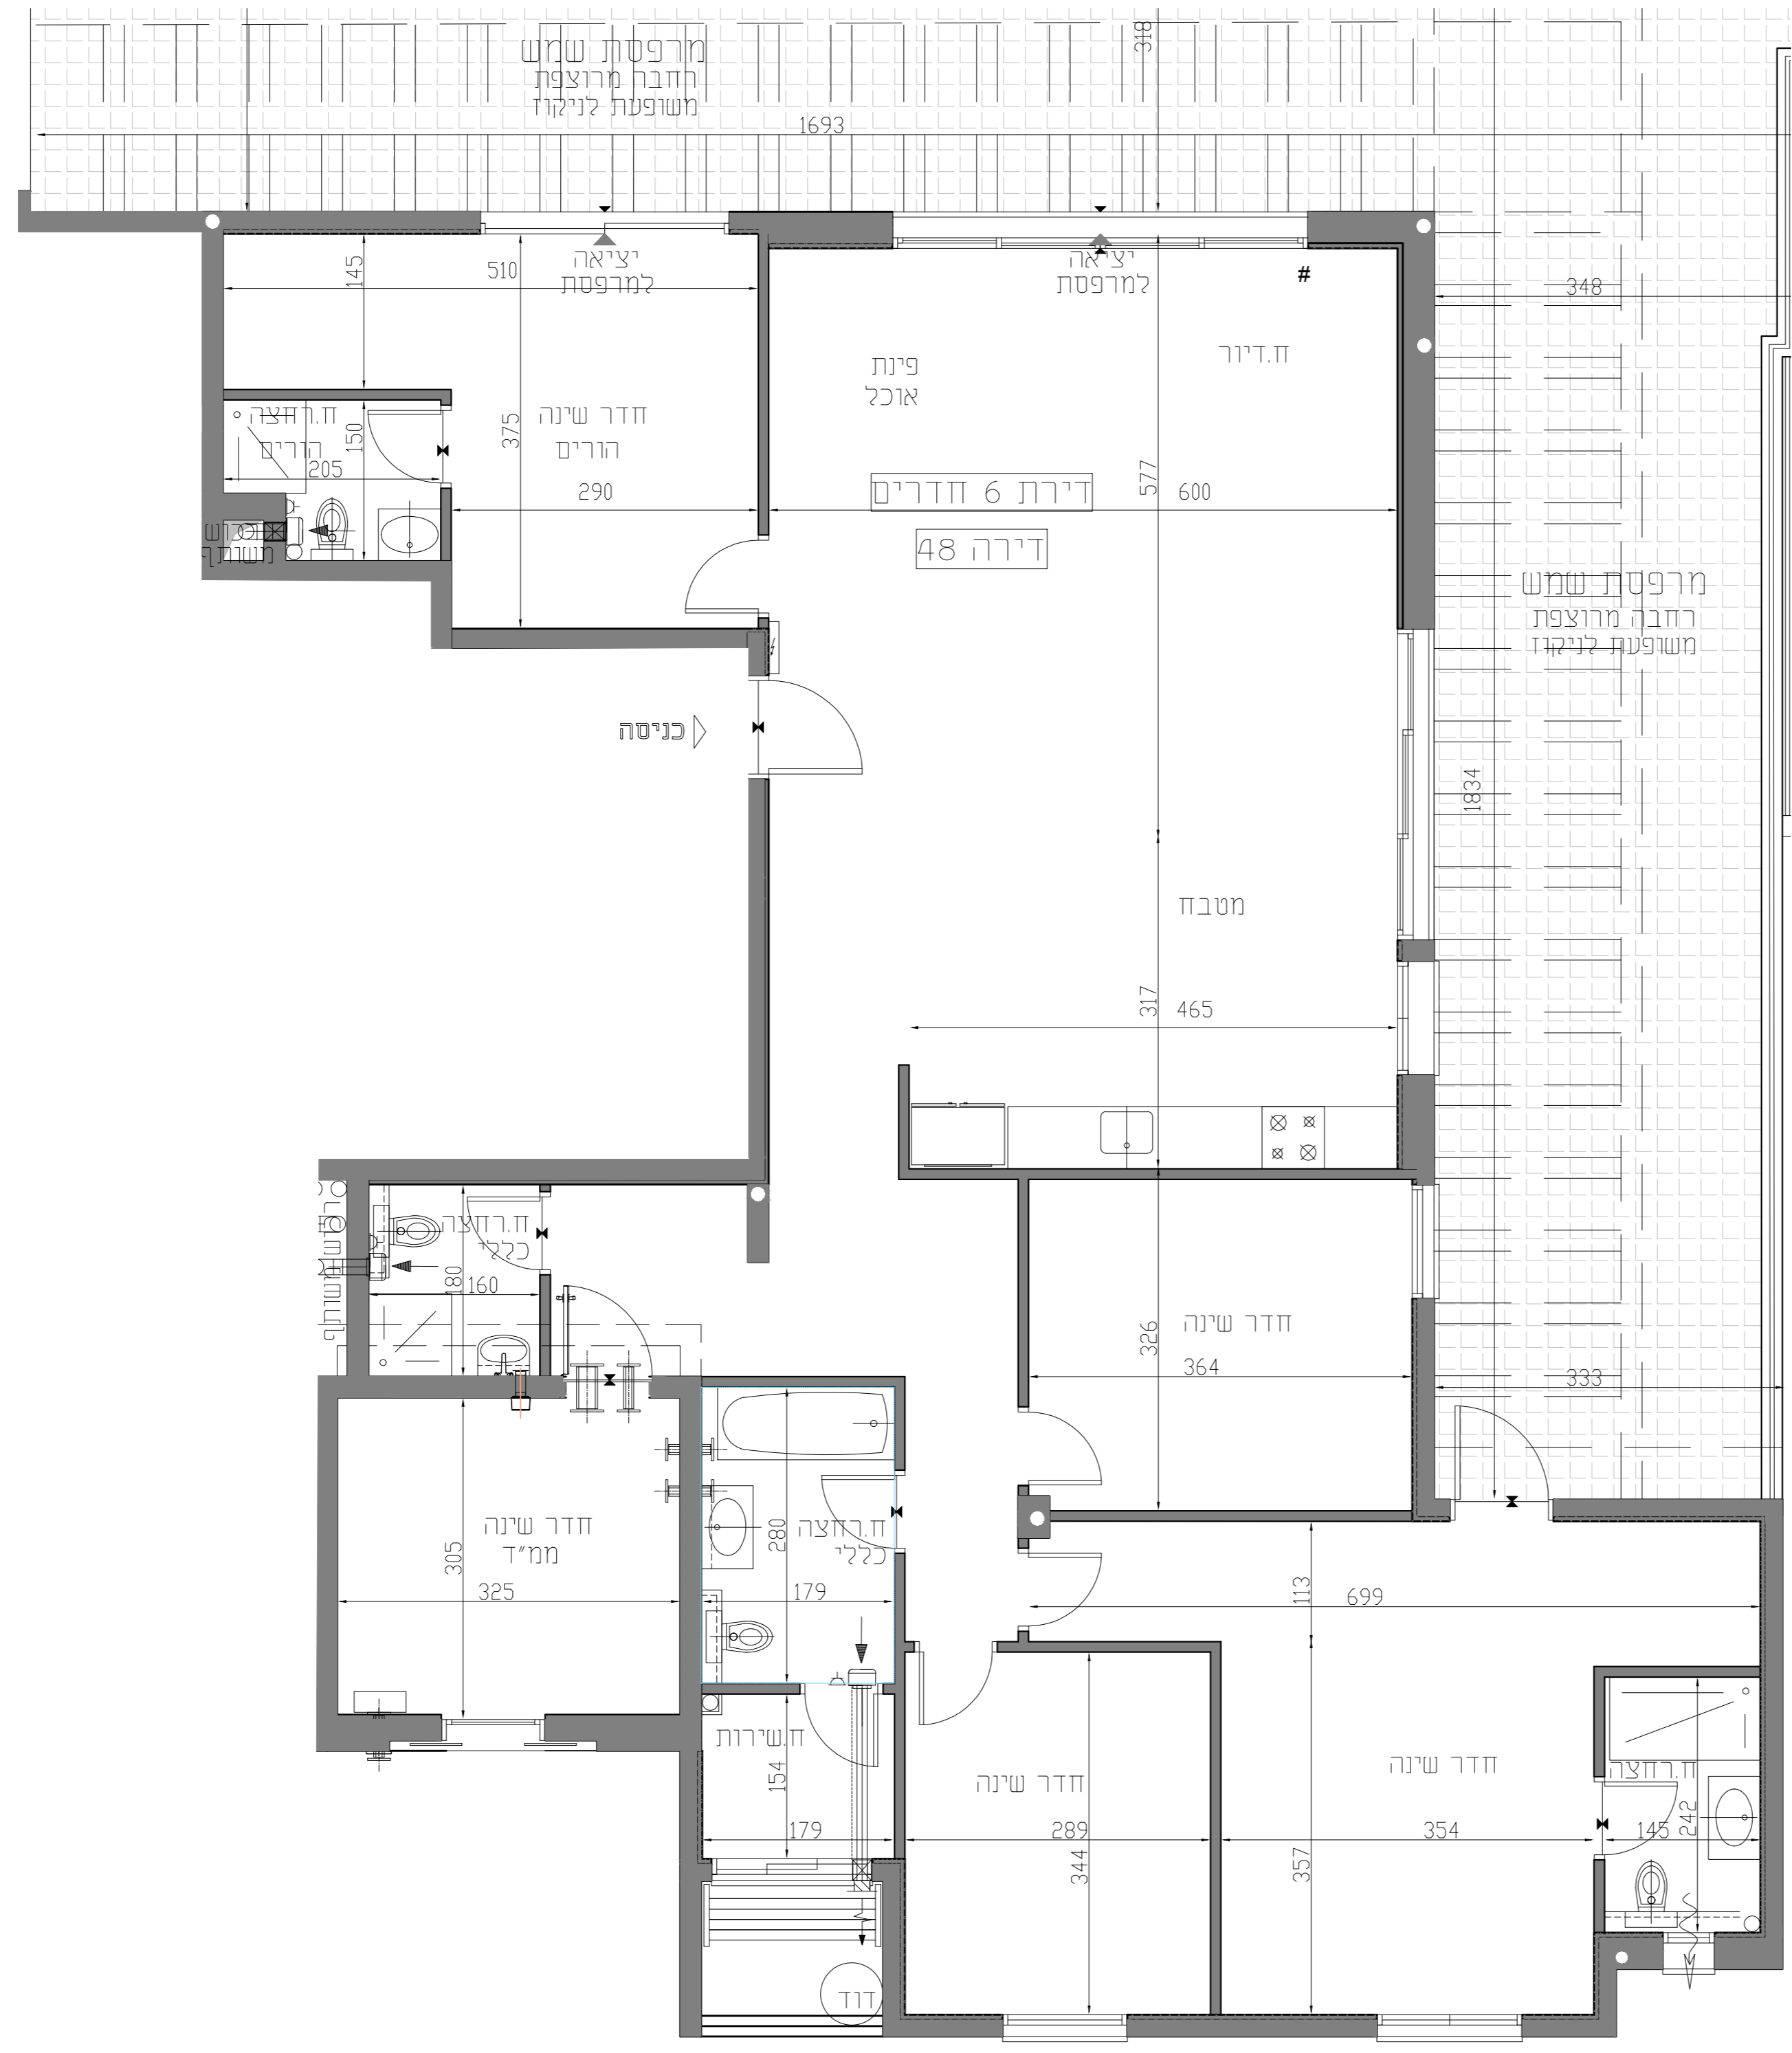 מרפסת שמש
רחבה מרוצפת
משופעת לניקוז
318
1693
יציאה
למרפסת
510
145
יציאה
למרפסת
#
348
ח.דיור
פינת
אוכל
חדר שינה
הורים
375
290
ח.רחצה
הורים
150
205
רכוש
משותף
577
600
דירת 6 חדרים
דירה 48
מרפסת שמש
רחבה מרוצפת
משופעת לניקוז
כניסה
1834
מטבח
317
465
רכוש משותף
ח.רחצה
כללי
180
160
חדר שינה
326
364
333
חדר שינה
ממ״ד
305
325
ח.רחצה
כללי
280
179
113
699
ח.שירות
154
179
חדר שינה
289
344
חדר שינה
354
357
ח.רחצה
242
145
דוד